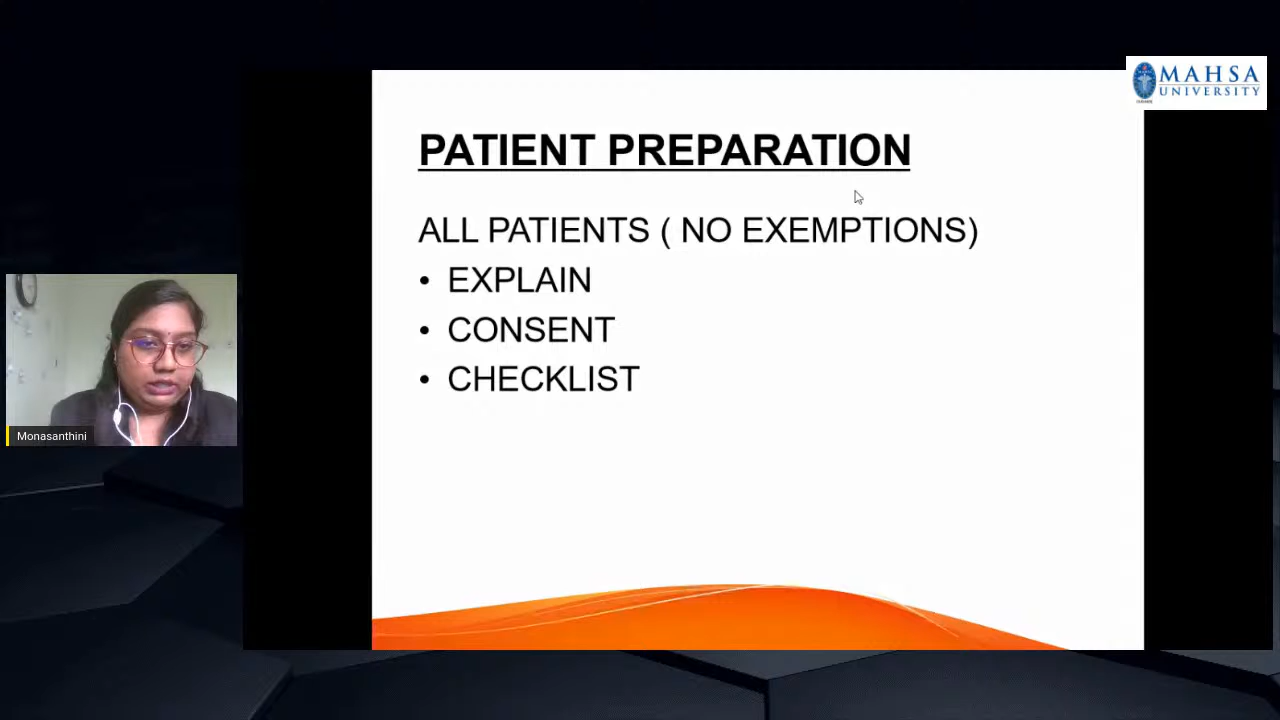 MAHSA
UNIVERSITY
PATIENT PREPARATION
ALL PATIENTS ( NO EXEMPTIONS)
• EXPLAIN
• CONSENT
• CHECKLIST
Monasanthini